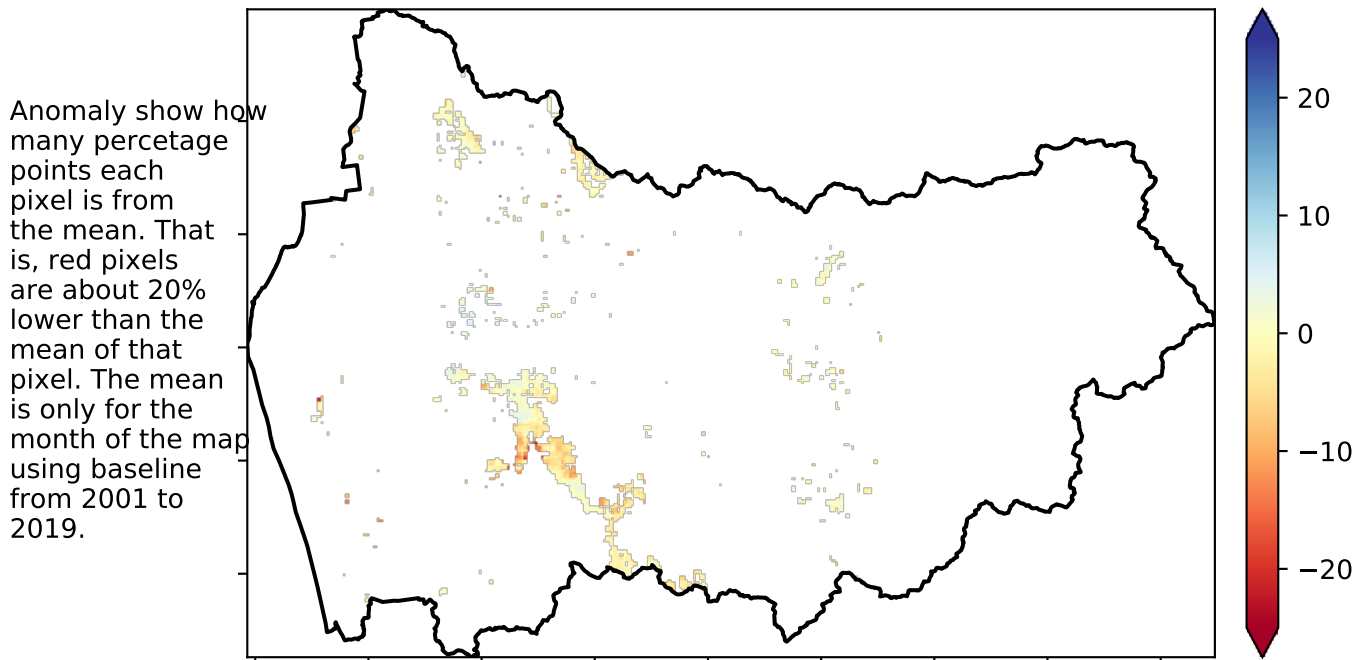 Anomaly show how
many percetage
points each
pixel is from
the mean. That
is, red pixels
are about 20%
lower than the
mean of that
pixel. The mean
is only for the
month of the map
using baseline
from 2001 to
2019.
20
10
0
−10
−20